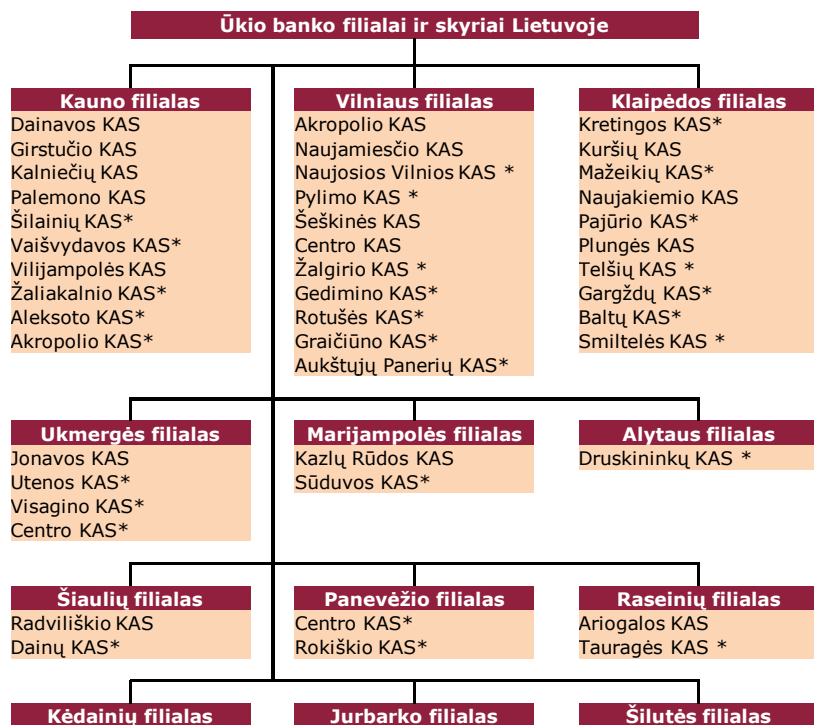 Ūkio banko filialai ir skyriai Lietuvoje
Kauno filialas
Dainavos KAS
Girstučio KAS
Kalniečių KAS
Palemono KAS
Šilainių KAS*
Vaišvydavos KAS*
Vilijampolės KAS
Žaliakalnio KAS*
Aleksoto KAS*
Akropolio KAS*
Vilniaus filialas
Akropolio KAS
Naujamiesčio KAS
Naujosios Vilnios KAS *
Pylimo KAS *
Šeškinės KAS
Centro KAS
Žalgirio KAS *
Gedimino KAS*
Rotušės KAS*
Graičiūno KAS*
Aukštųjų Panerių KAS*
Klaipėdos filialas
Kretingos KAS*
Kuršių KAS
Mažeikių KAS*
Naujakiemio KAS
Pajūrio KAS*
Plungės KAS
Telšių KAS *
Gargždų KAS*
Baltų KAS*
Smiltelės KAS *
Ukmergės filialas
Jonavos KAS
Utenos KAS*
Visagino KAS*
Centro KAS*
Marijampolės filialas
Kazlų Rūdos KAS
Sūduvos KAS*
Alytaus filialas
Druskininkų KAS *
Šiaulių filialas
Radviliškio KAS
Dainų KAS*
Panevėžio filialas
Centro KAS*
Rokiškio KAS*
Raseinių filialas
Ariogalos KAS
Tauragės KAS *
Kėdainių filialas
Jurbarko filialas
Šilutės filialas